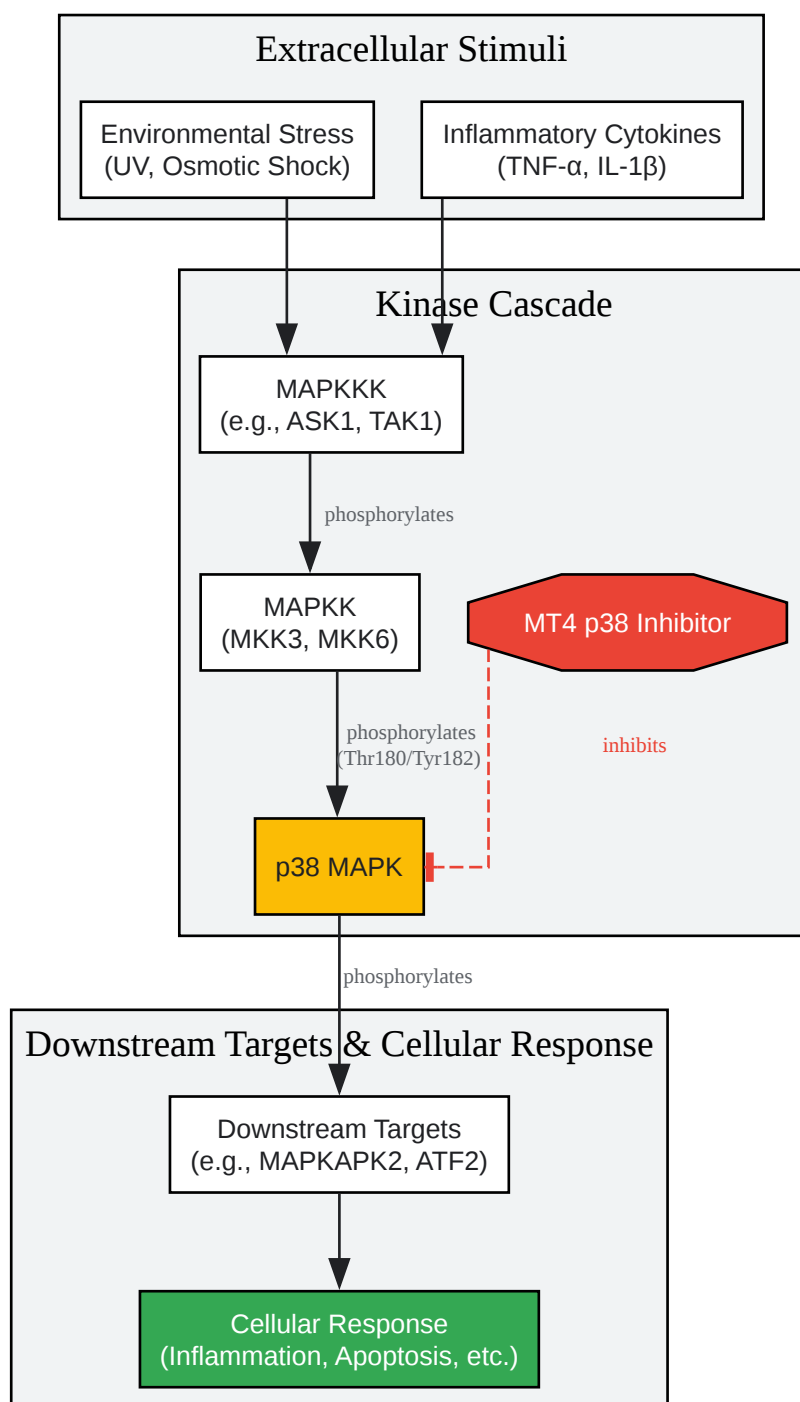 Extracellular Stimuli
Environmental Stress
(UV, Osmotic Shock)
Inflammatory Cytokines
(TNF-α, IL-1β)
Kinase Cascade
MAPKKK
(e.g., ASK1, TAK1)
phosphorylates
MAPKK
(MKK3, MKK6)
MT4 p38 Inhibitor
phosphorylates
(Thr180/Tyr182)
inhibits
p38 MAPK
phosphorylates
Downstream Targets & Cellular Response
Downstream Targets
(e.g., MAPKAPK2, ATF2)
Cellular Response
(Inflammation, Apoptosis, etc.)